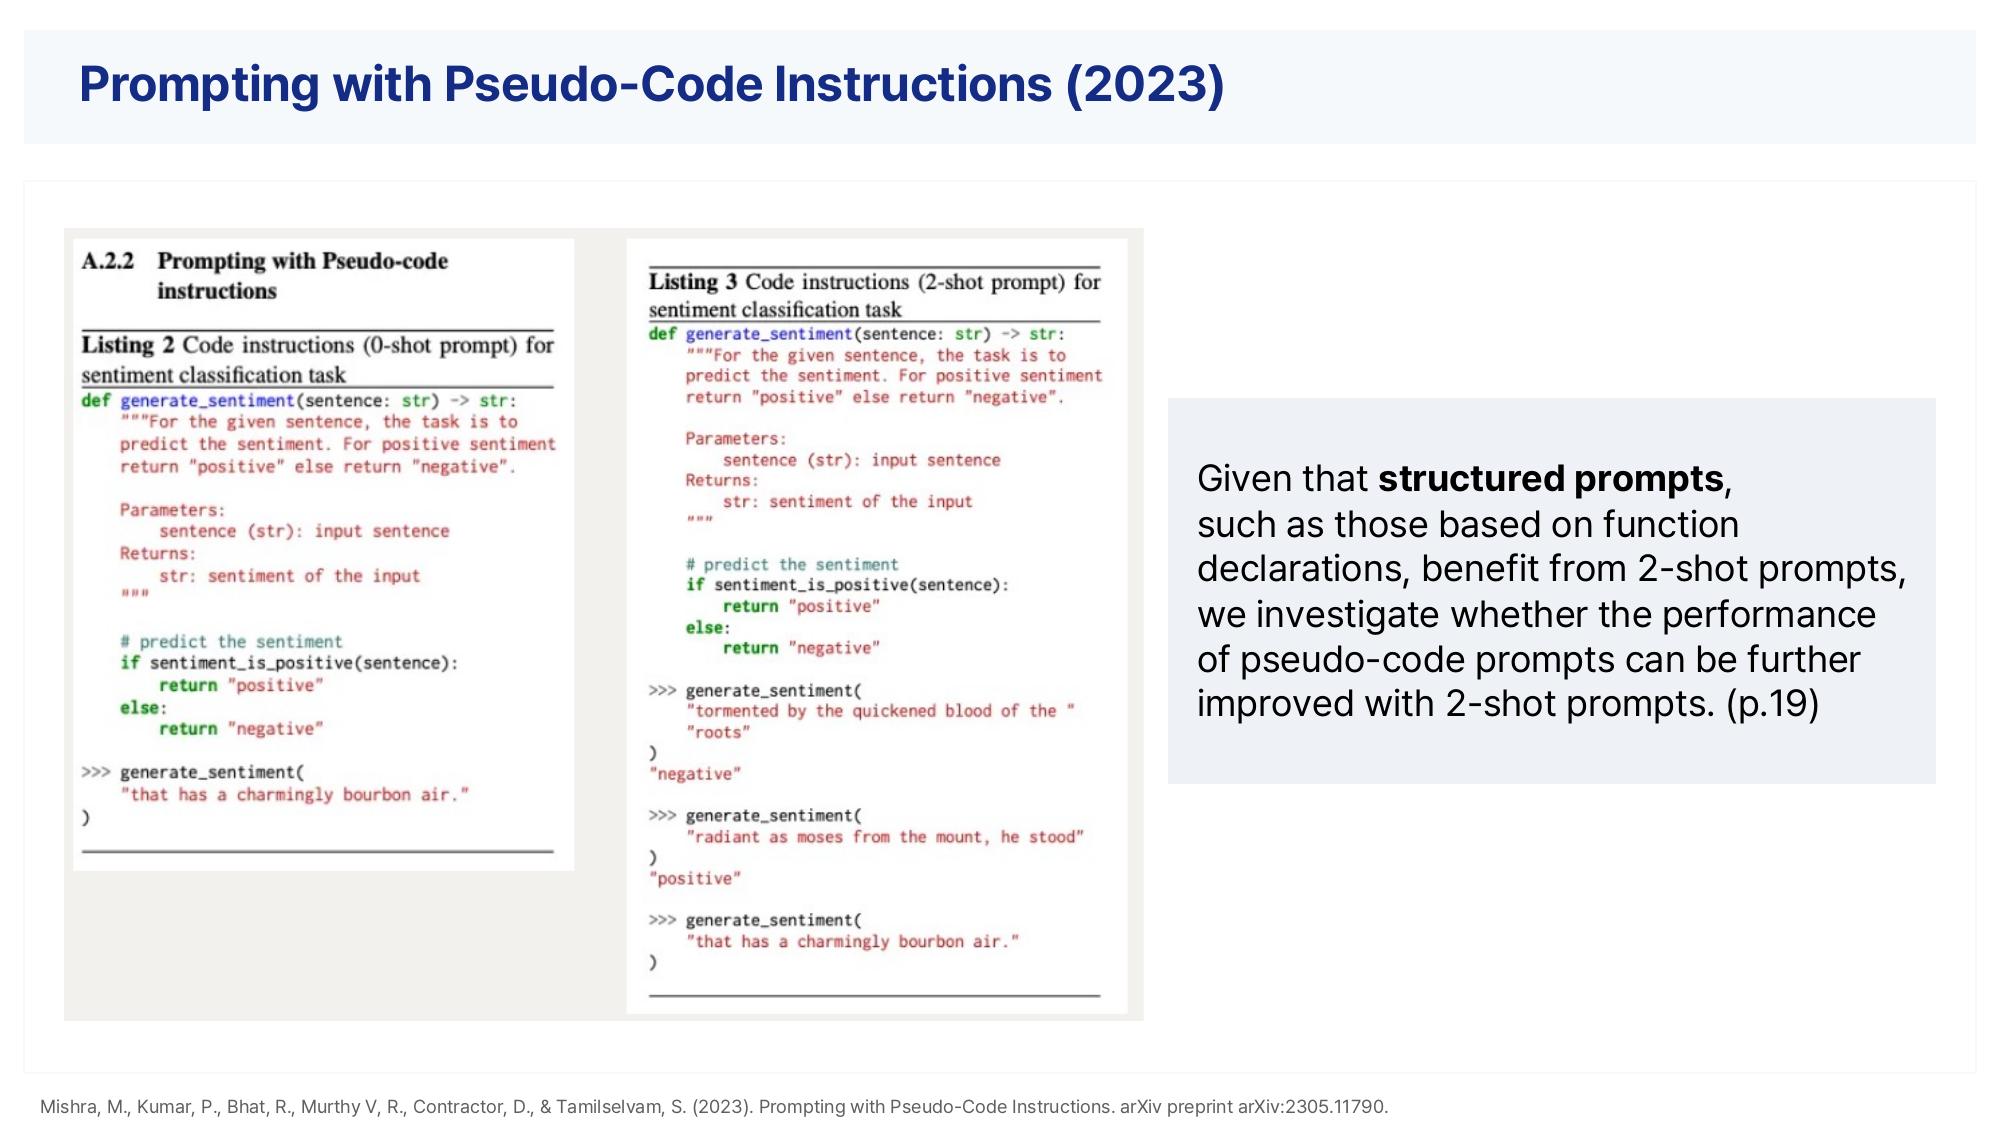 Prompting with Pseudo-Code Instructions (2023)
A.2.2 Prompting with Pseudo-code
instructions
Listing 2 Code instructions (0-shot prompt) for
sentiment classification task
def generate_sentiment(sentence: str) -> str:
    """For the given sentence, the task is to
    predict the sentiment. For positive sentiment
    return "positive" else return "negative".

    Parameters:
        sentence (str): input sentence
    Returns:
        str: sentiment of the input
    """

    # predict the sentiment
    if sentiment_is_positive(sentence):
        return "positive"
    else:
        return "negative"

>>> generate_sentiment(
    "that has a charmingly bourbon air."
)
Listing 3 Code instructions (2-shot prompt) for
sentiment classification task
def generate_sentiment(sentence: str) -> str:
    """For the given sentence, the task is to
    predict the sentiment. For positive sentiment
    return "positive" else return "negative".

    Parameters:
        sentence (str): input sentence
    Returns:
        str: sentiment of the input
    """

    # predict the sentiment
    if sentiment_is_positive(sentence):
        return "positive"
    else:
        return "negative"

>>> generate_sentiment(
    "tormented by the quickened blood of the "
    "roots"
)
"negative"

>>> generate_sentiment(
    "radiant as moses from the mount, he stood"
)
"positive"

>>> generate_sentiment(
    "that has a charmingly bourbon air."
)
Given that structured prompts,
such as those based on function
declarations, benefit from 2-shot prompts,
we investigate whether the performance
of pseudo-code prompts can be further
improved with 2-shot prompts. (p.19)
Mishra, M., Kumar, P., Bhat, R., Murthy V, R., Contractor, D., & Tamilselvam, S. (2023). Prompting with Pseudo-Code Instructions. arXiv preprint arXiv:2305.11790.